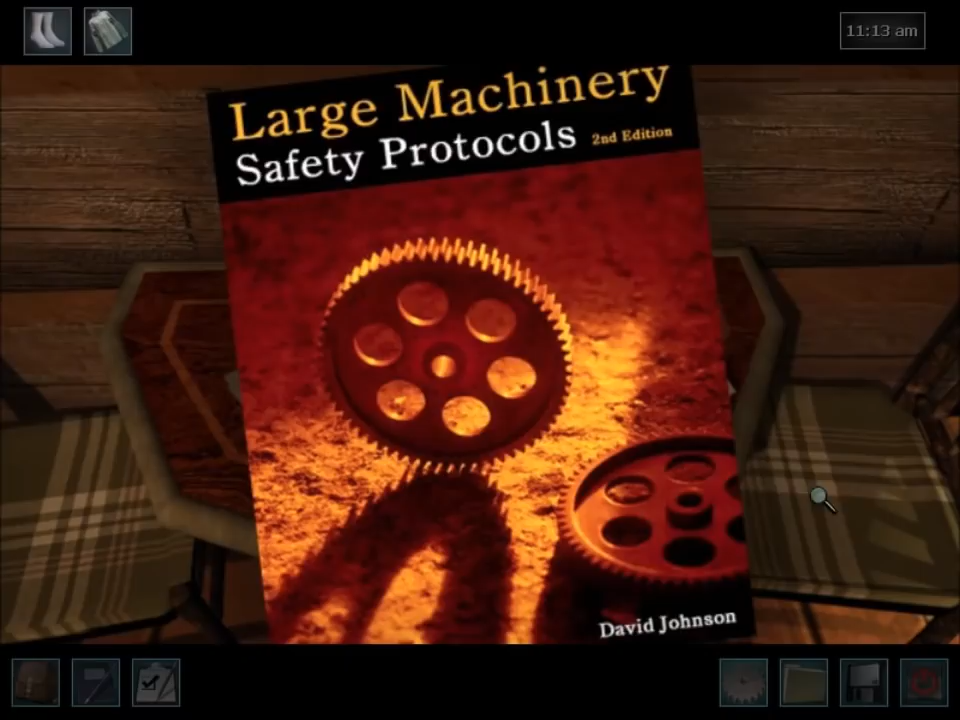 11:13 am
Large Machinery
Safety Protocols 2nd Edition
David Johnson